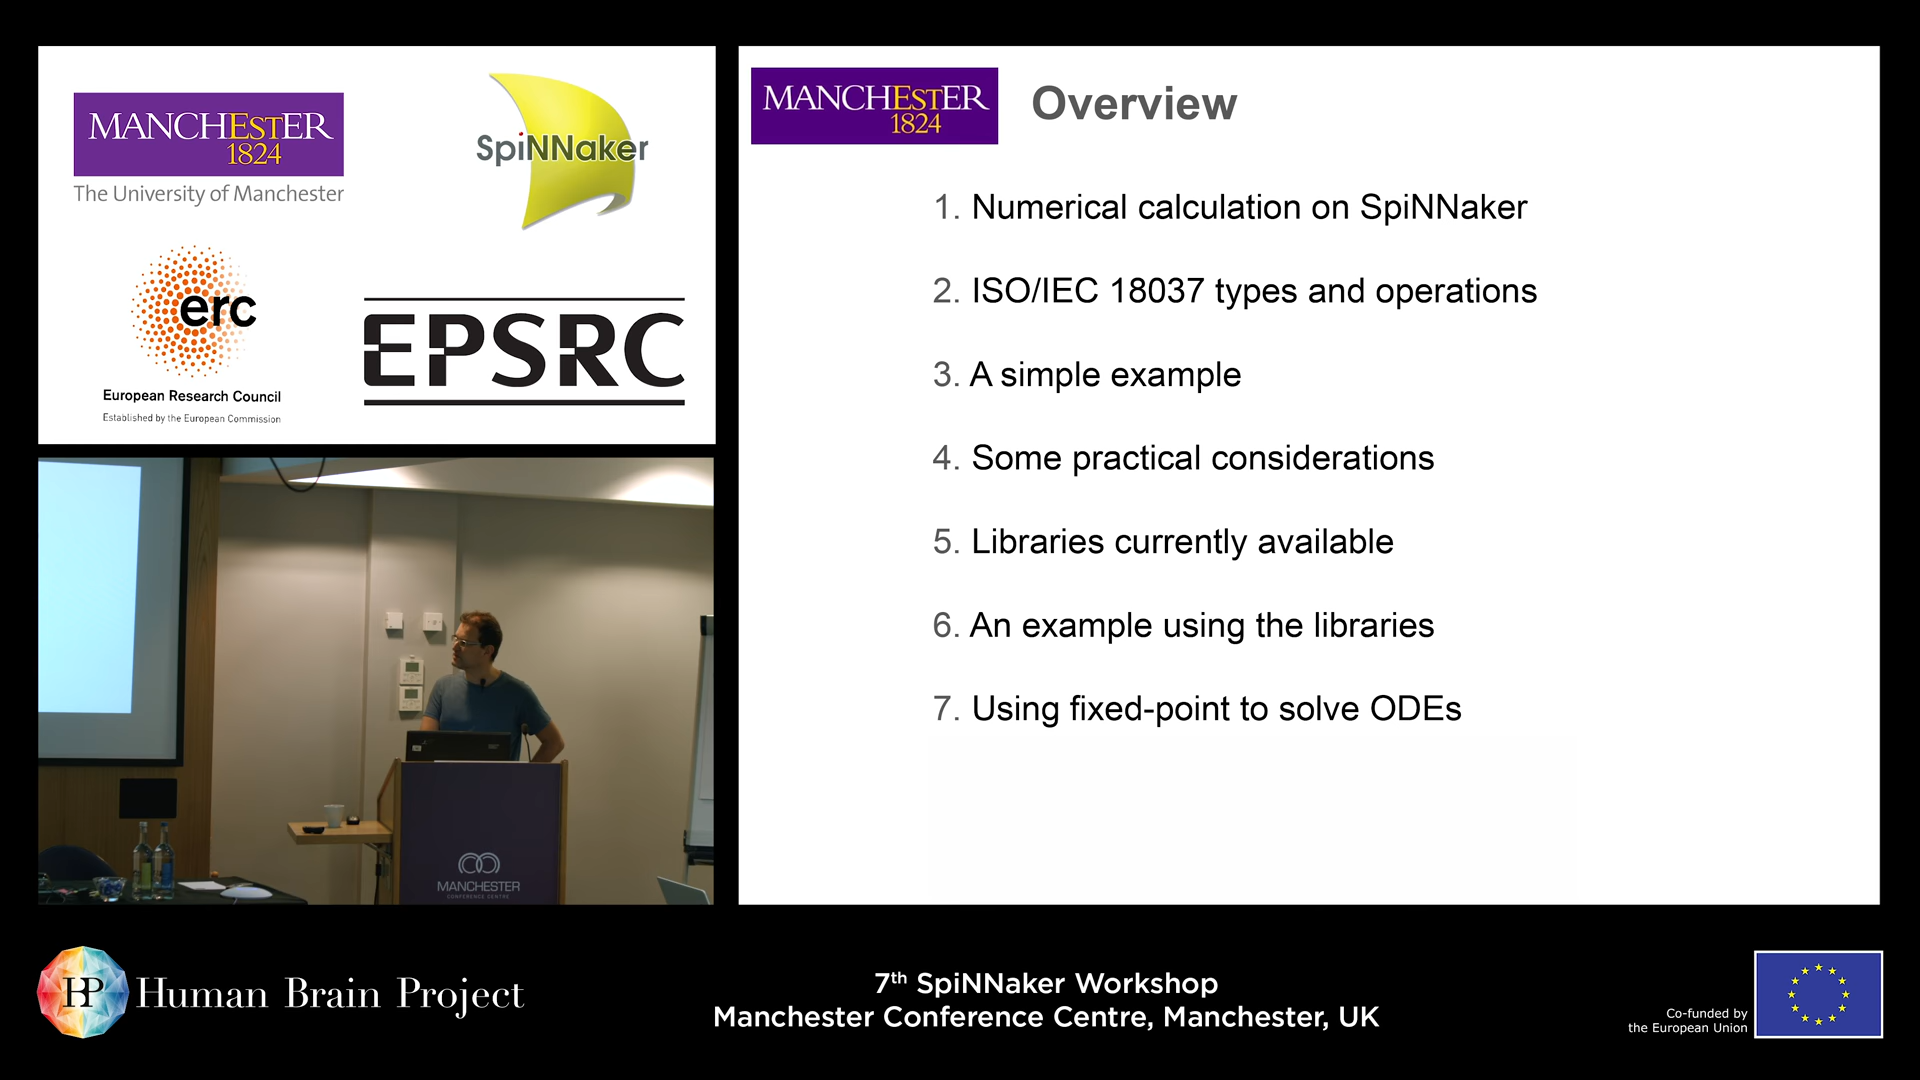 MANCHESTER
1824
The University of Manchester
SpiNNaker
erc
European Research Council
Established by the European Commission
EPSRC
MANCHESTER
1824
Overview
1. Numerical calculation on SpiNNaker
2. ISO/IEC 18037 types and operations
3. A simple example
4. Some practical considerations
5. Libraries currently available
6. An example using the libraries
7. Using fixed-point to solve ODEs
MANCHESTER
CONFERENCE CENTRE
HBP Human Brain Project
7th SpiNNaker Workshop
Manchester Conference Centre, Manchester, UK
Co-funded by
the European Union